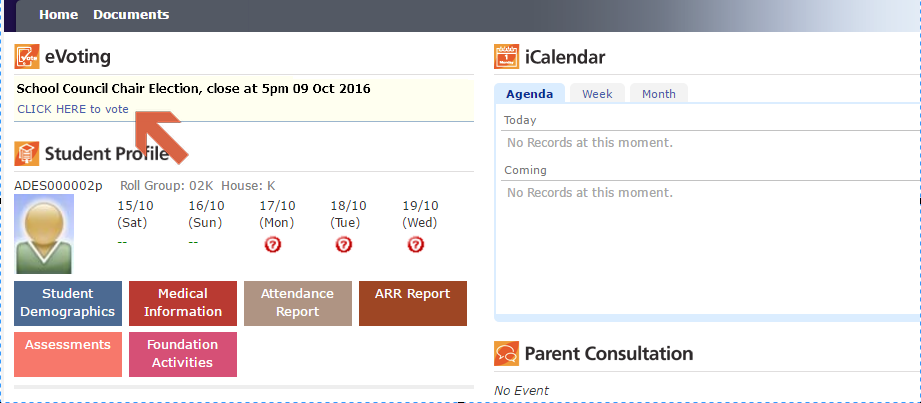 Home Documents
eVoting
School Council Chair Election, close at 5pm 09 Oct 2016
CLICK HERE to vote
Student Profile
ADES000002p Roll Group: 02K House: K
15/10 16/10 17/10 18/10 19/10
(Sat) (Sun) (Mon) (Tue) (Wed)
-- --
? ? ?
Student Demographics
Medical Information
Attendance Report
ARR Report
Assessments
Foundation Activities
iCalendar
Agenda Week Month
Today
No Records at this moment.
Coming
No Records at this moment.
Parent Consultation
No Event